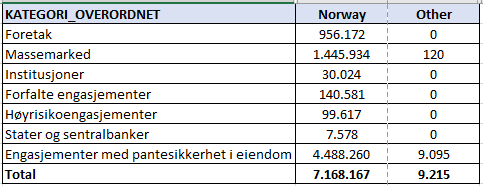 KATEGORI_OVERORDNET Norway Other
Foretak 956.172 0
Massemarked 1.445.934 120
Institusjoner 30.024 0
Forfalte engasjementer 140.581 0
Høyrisikoengasjementer 99.617 0
Stater og sentralbanker 7.578 0
Engasjementer med pantesikkerhet i eiendom 4.488.260 9.095
Total 7.168.167 9.215